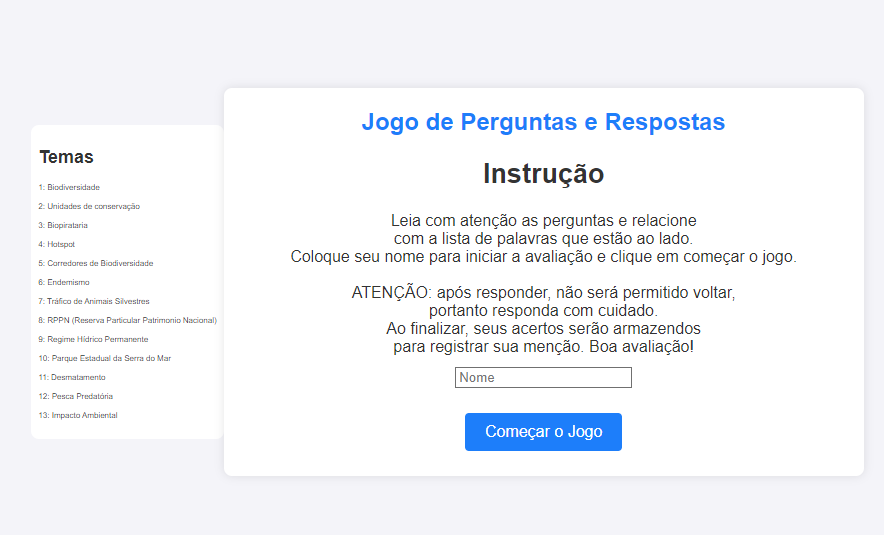 Temas
1: Biodiversidade
2: Unidades de conservação
3: Biopirataria
4: Hotspot
5: Corredores de Biodiversidade
6: Endemismo
7: Tráfico de Animais Silvestres
8: RPPN (Reserva Particular Patrimonio Nacional)
9: Regime Hídrico Permanente
10: Parque Estadual da Serra do Mar
11: Desmatamento
12: Pesca Predatória
13: Impacto Ambiental
Jogo de Perguntas e Respostas
Instrução
Leia com atenção as perguntas e relacione
com a lista de palavras que estão ao lado.
Coloque seu nome para iniciar a avaliação e clique em começar o jogo.
ATENÇÃO: após responder, não será permitido voltar,
portanto responda com cuidado.
Ao finalizar, seus acertos serão armazendos
para registrar sua menção. Boa avaliação!
Nome
Começar o Jogo